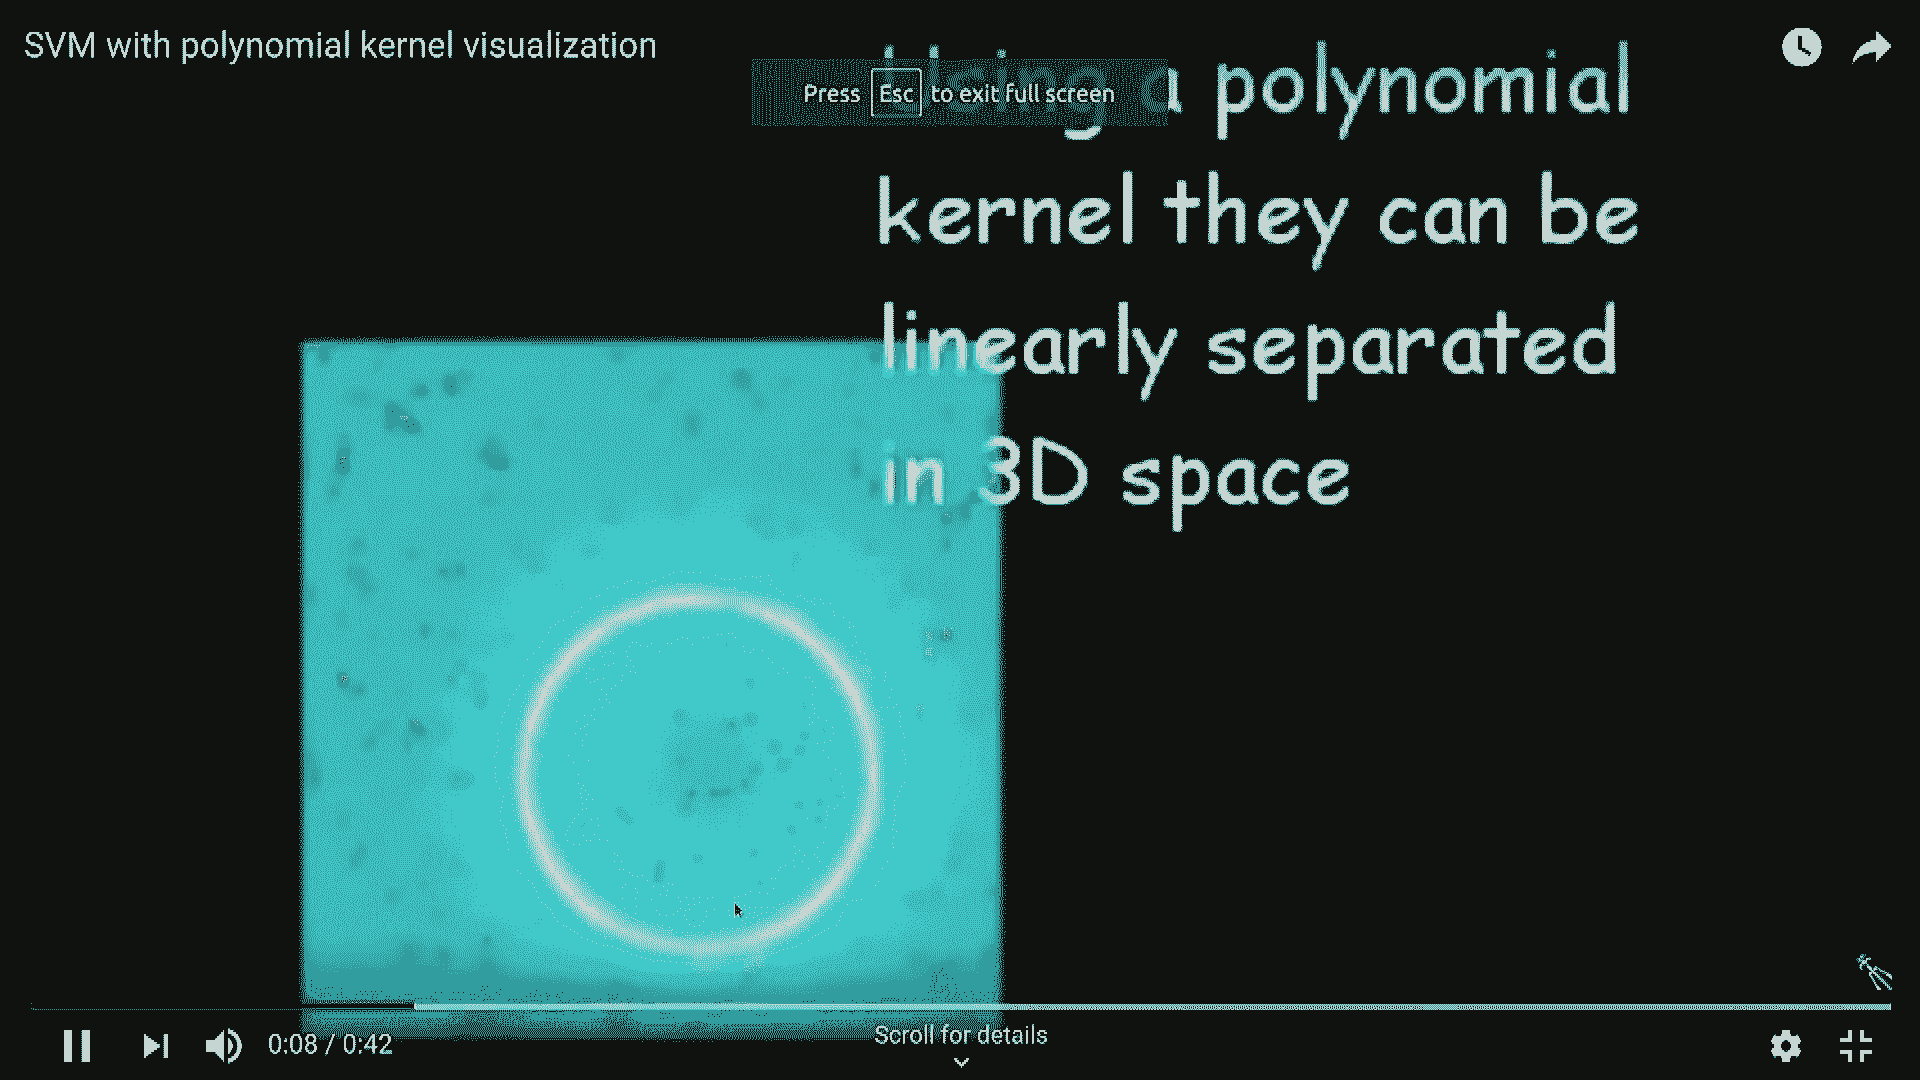 SVM with polynomial kernel visualization
Press Esc to exit full screen
Using a polynomial
kernel they can be
linearly separated
in 3D space
0:08 / 0:42
Scroll for details